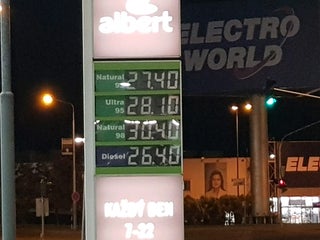 albert
ELECTRO
WORLD
Natural 95 27.40
Ultra 95 28.10
Natural 98 30.40
Diesel 26.40
ELE
KAŽDÝ DEN
7-22